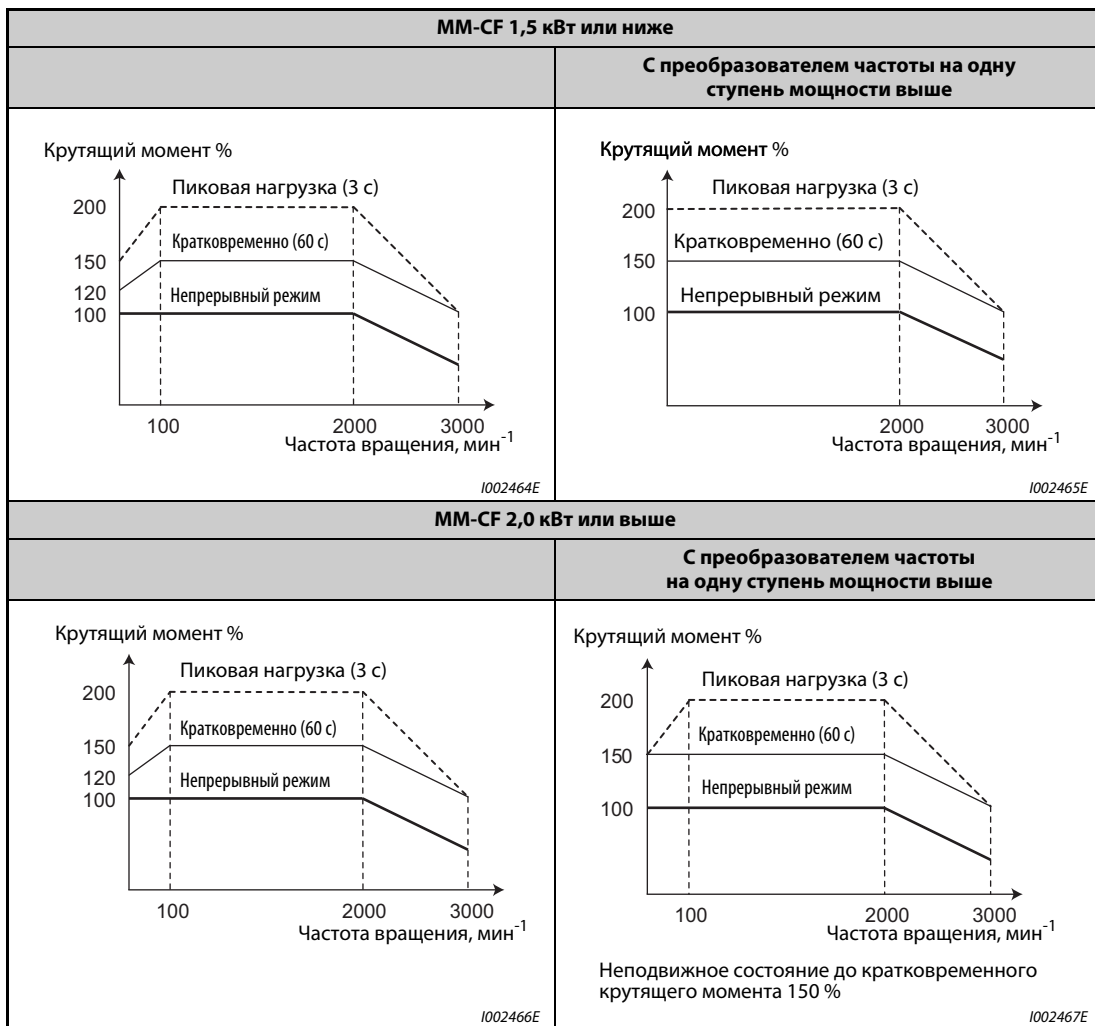 MM-CF 1,5 кВт или ниже
С преобразователем частоты на одну
ступень мощности выше
Крутящий момент %
Пиковая нагрузка (3 с)
200
Кратковременно (60 с)
150
120
Непрерывный режим
100
100
2000
3000
Частота вращения, мин-1
I002464E
Крутящий момент %
Пиковая нагрузка (3 с)
200
Кратковременно (60 с)
150
Непрерывный режим
100
2000
3000
Частота вращения, мин-1
I002465E
MM-CF 2,0 кВт или выше
С преобразователем частоты
на одну ступень мощности выше
Крутящий момент %
Пиковая нагрузка (3 с)
200
Кратковременно (60 с)
150
120
Непрерывный режим
100
100
2000
3000
Частота вращения, мин-1
I002466E
Крутящий момент %
Пиковая нагрузка (3 с)
200
Кратковременно (60 с)
150
Непрерывный режим
100
100
2000
3000
Частота вращения, мин-1
Неподвижное состояние до кратковременного
крутящего момента 150 %
I002467E